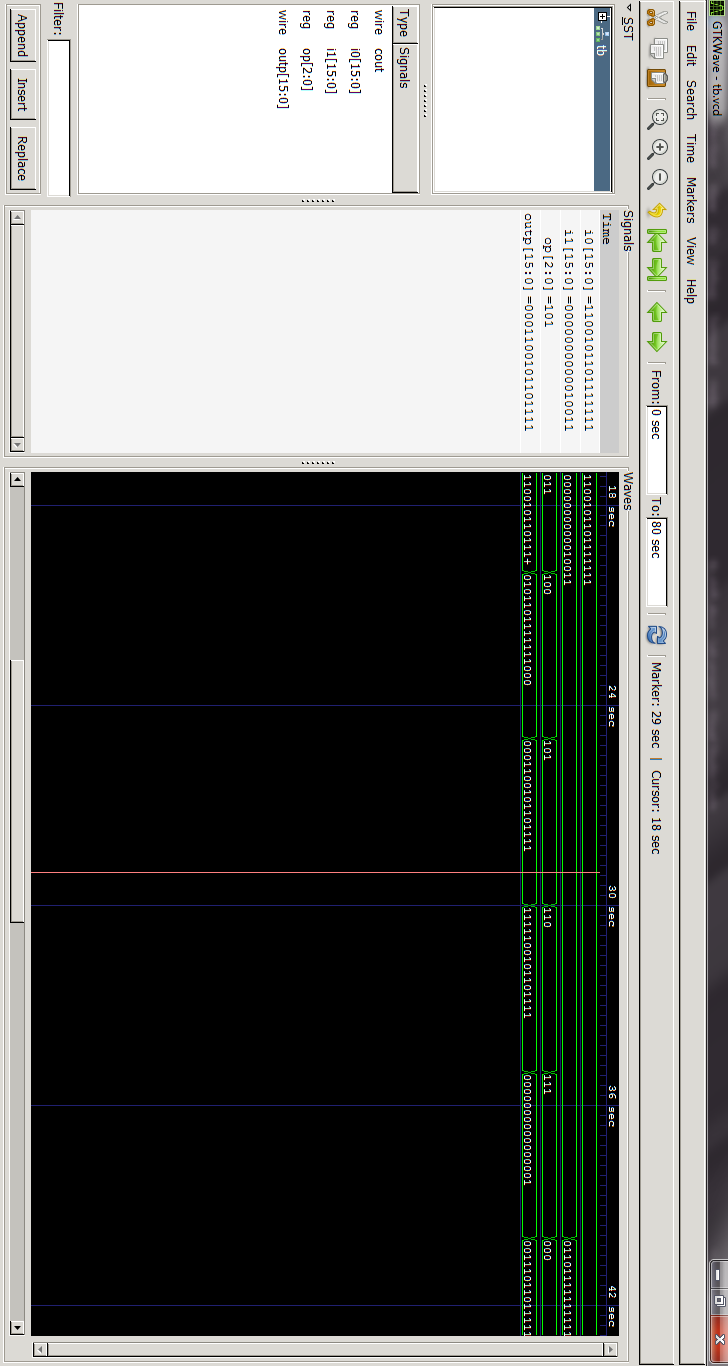 GTKWave - tb.vcd
File Edit Search Time Markers View Help
From: 0 sec To: 80 sec Marker: 29 sec | Cursor: 18 sec
SST
tb
Type Signals
wire cout
reg i0[15:0]
reg i1[15:0]
reg op[2:0]
wire outp[15:0]
Filter:
Append Insert Replace
Signals
Time
i0[15:0] =1100101101111111
i1[15:0] =0000000000010011
op[2:0] =101
outp[15:0] =0001100101101111
Waves
18 sec 24 sec 30 sec 36 sec 42 sec
1100101101111111
0000000000010011 011011111111111
011 100 101 110 111 000
110010110111+ 0101101111111000 0001100101101111 1111100101101111 0000000000000001 001110110111111